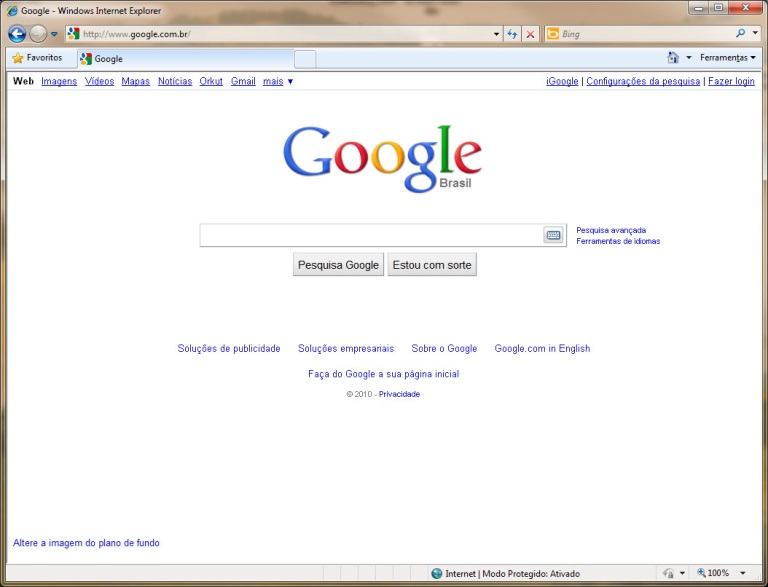 Google - Windows Internet Explorer
http://www.google.com.br/
Bing
Favoritos
Google
Ferramentas
Web Imagens Vídeos Mapas Notícias Orkut Gmail mais ▼
iGoogle | Configurações da pesquisa | Fazer login
Google
Brasil
Pesquisa avançada
Ferramentas de idiomas
Pesquisa Google
Estou com sorte
Soluções de publicidade Soluções empresariais Sobre o Google Google.com in English
Faça do Google a sua página inicial
© 2010 - Privacidade
Altere a imagem do plano de fundo
Internet | Modo Protegido: Ativado
100%